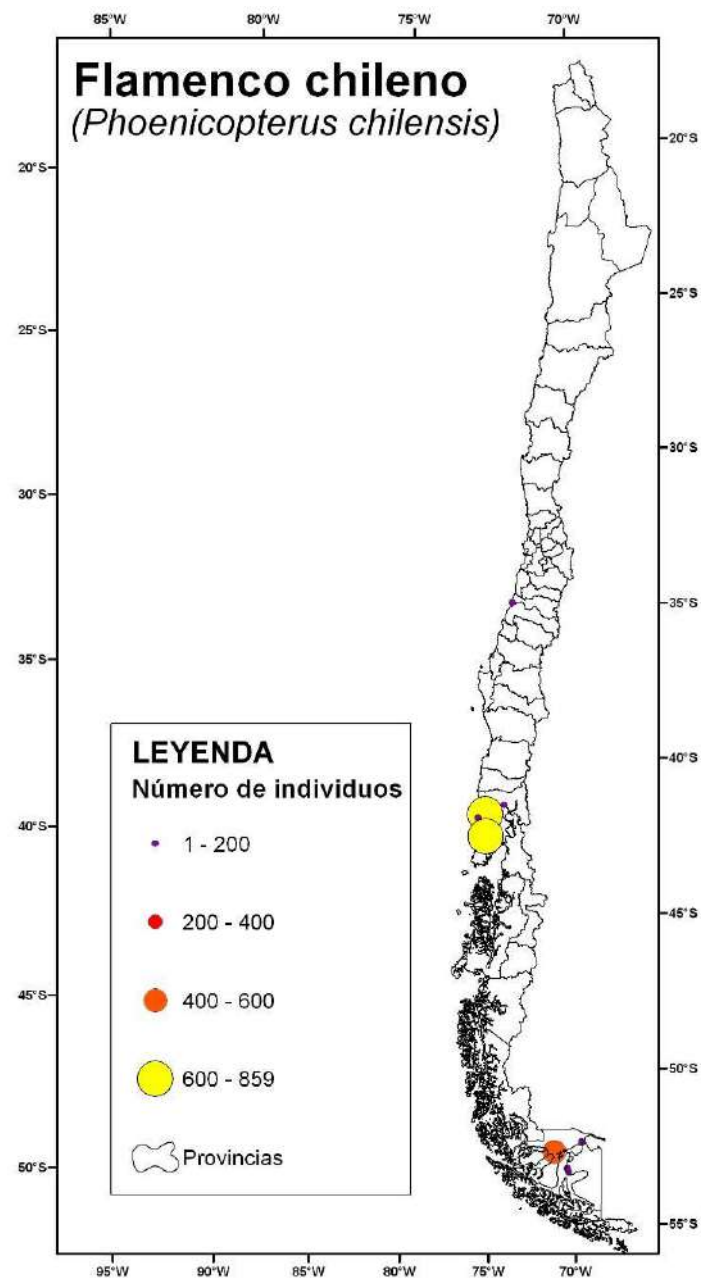 85°W 80°W 75°W 70°W
Flamenco chileno
(Phoenicopterus chilensis)
20°S
20°S
25°S
25°S
30°S
30°S
35°S
35°S
40°S
40°S
45°S
45°S
50°S
50°S
55°S
LEYENDA
Número de individuos
1 - 200
200 - 400
400 - 600
600 - 859
Provincias
95°W 90°W 85°W 80°W 75°W 70°W